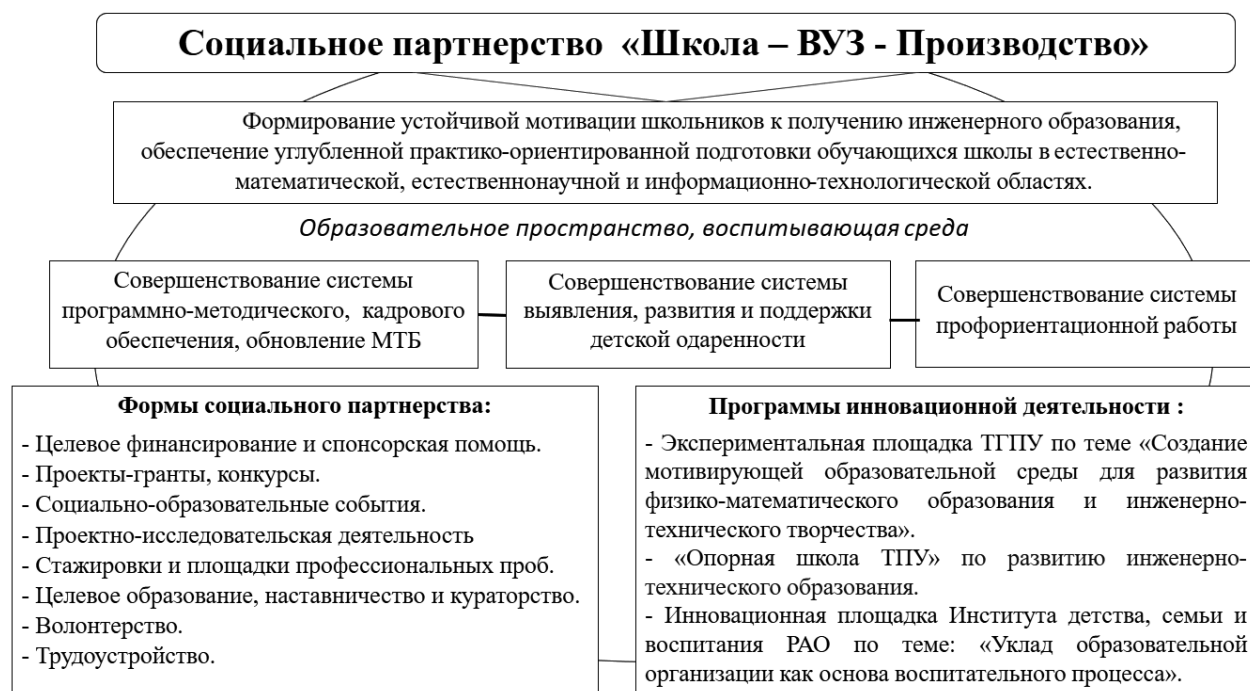 Социальное партнерство «Школа – ВУЗ - Производство»
Формирование устойчивой мотивации школьников к получению инженерного образования,
обеспечение углубленной практико-ориентированной подготовки обучающихся школы в естественно-
математической, естественнонаучной и информационно-технологической областях.
Образовательное пространство, воспитывающая среда
Совершенствование системы
программно-методического, кадрового
обеспечения, обновление МТБ
Совершенствование системы
выявления, развития и поддержки
детской одаренности
Совершенствование системы
профориентационной работы
Формы социального партнерства:
- Целевое финансирование и спонсорская помощь.
- Проекты-гранты, конкурсы.
- Социально-образовательные события.
- Проектно-исследовательская деятельность
- Стажировки и площадки профессиональных проб.
- Целевое образование, наставничество и кураторство.
- Волонтерство.
- Трудоустройство.
Программы инновационной деятельности :
- Экспериментальная площадка ТГПУ по теме «Создание
мотивирующей образовательной среды для развития
физико-математического образования и инженерно-
технического творчества».
- «Опорная школа ТПУ» по развитию инженерно-
технического образования.
- Инновационная площадка Института детства, семьи и
воспитания РАО по теме: «Уклад образовательной
организации как основа воспитательного процесса».